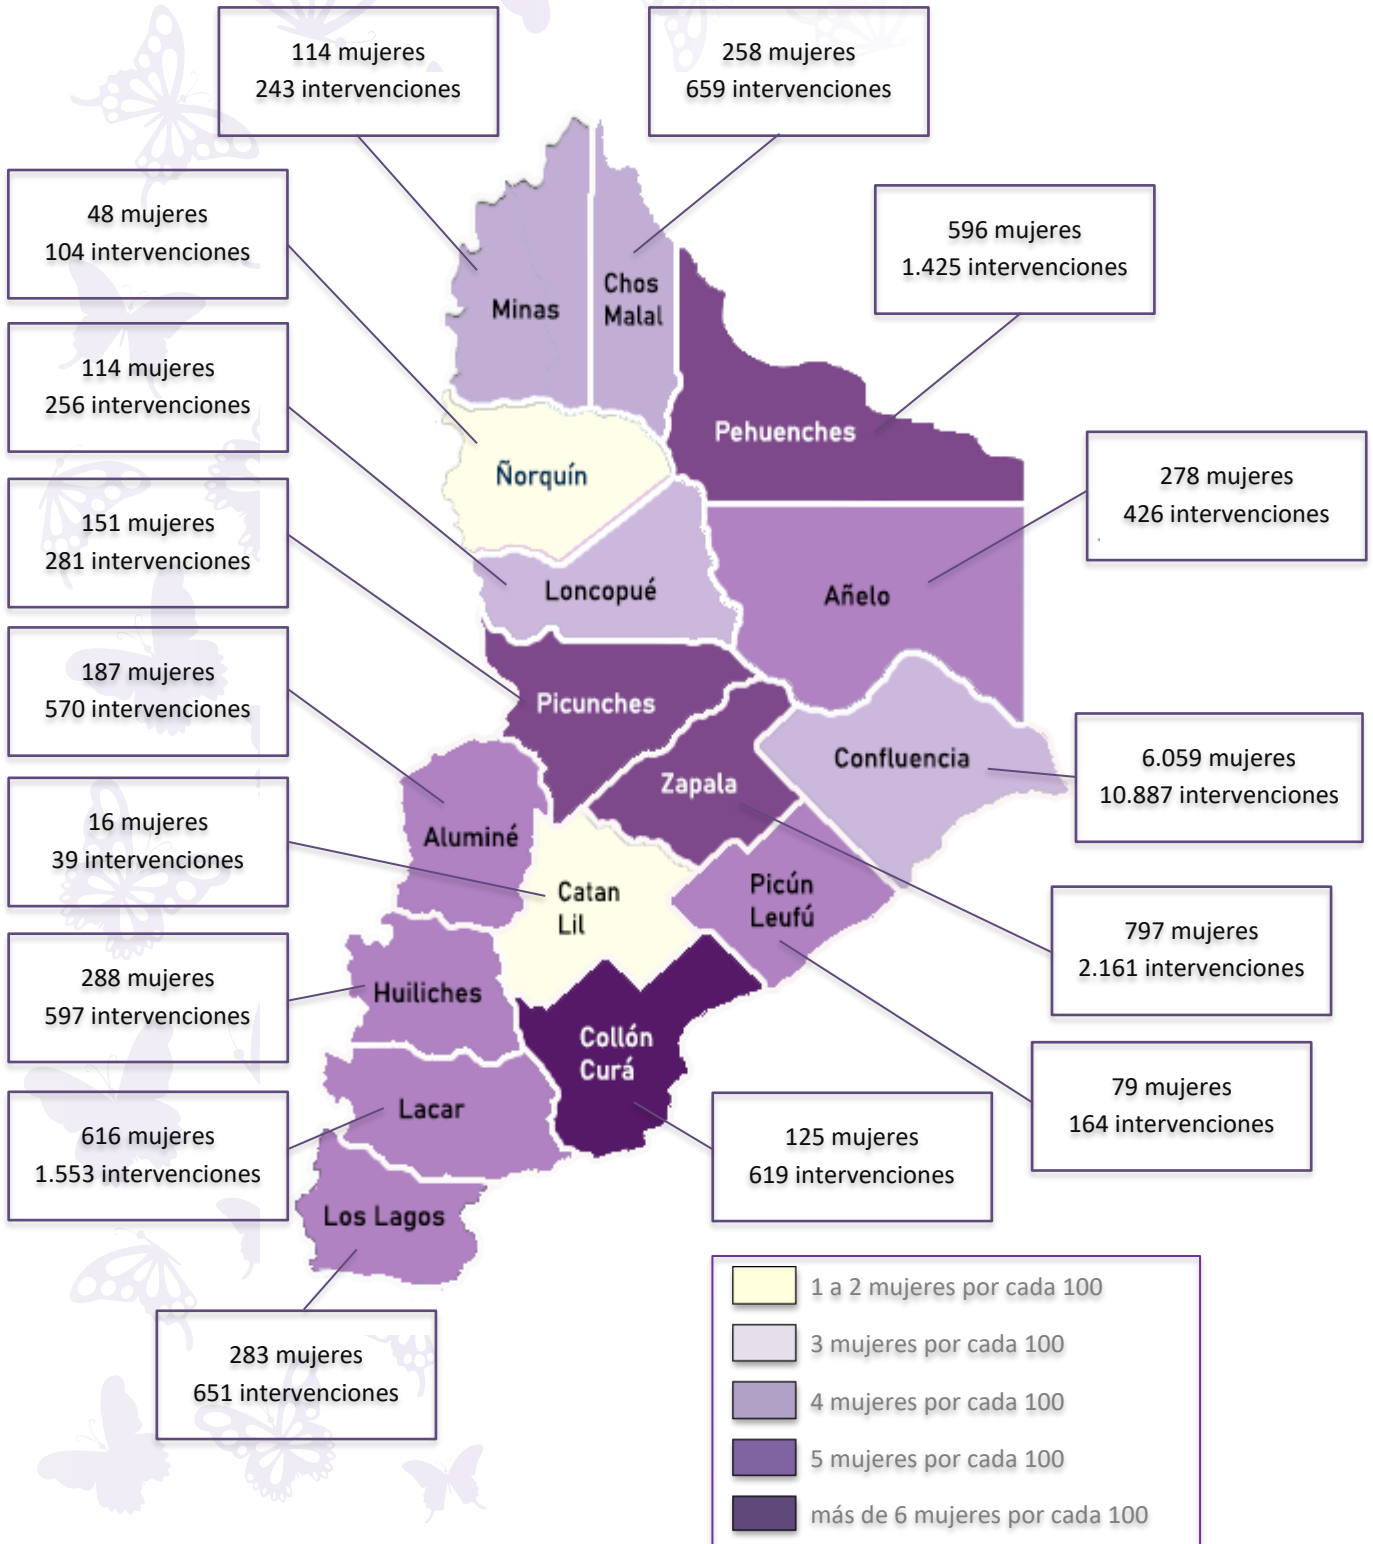 114 mujeres
243 intervenciones
258 mujeres
659 intervenciones
48 mujeres
104 intervenciones
596 mujeres
1.425 intervenciones
114 mujeres
256 intervenciones
278 mujeres
426 intervenciones
151 mujeres
281 intervenciones
187 mujeres
570 intervenciones
6.059 mujeres
10.887 intervenciones
16 mujeres
39 intervenciones
797 mujeres
2.161 intervenciones
288 mujeres
597 intervenciones
79 mujeres
164 intervenciones
616 mujeres
1.553 intervenciones
125 mujeres
619 intervenciones
283 mujeres
651 intervenciones
Minas
Chos
Malal
Pehuenches
Ñorquín
Loncopué
Añelo
Picunches
Zapala
Confluencia
Aluminé
Catan
Lil
Picún
Leufú
Huiliches
Collón
Curá
Lacar
Los Lagos
1 a 2 mujeres por cada 100
3 mujeres por cada 100
4 mujeres por cada 100
5 mujeres por cada 100
más de 6 mujeres por cada 100